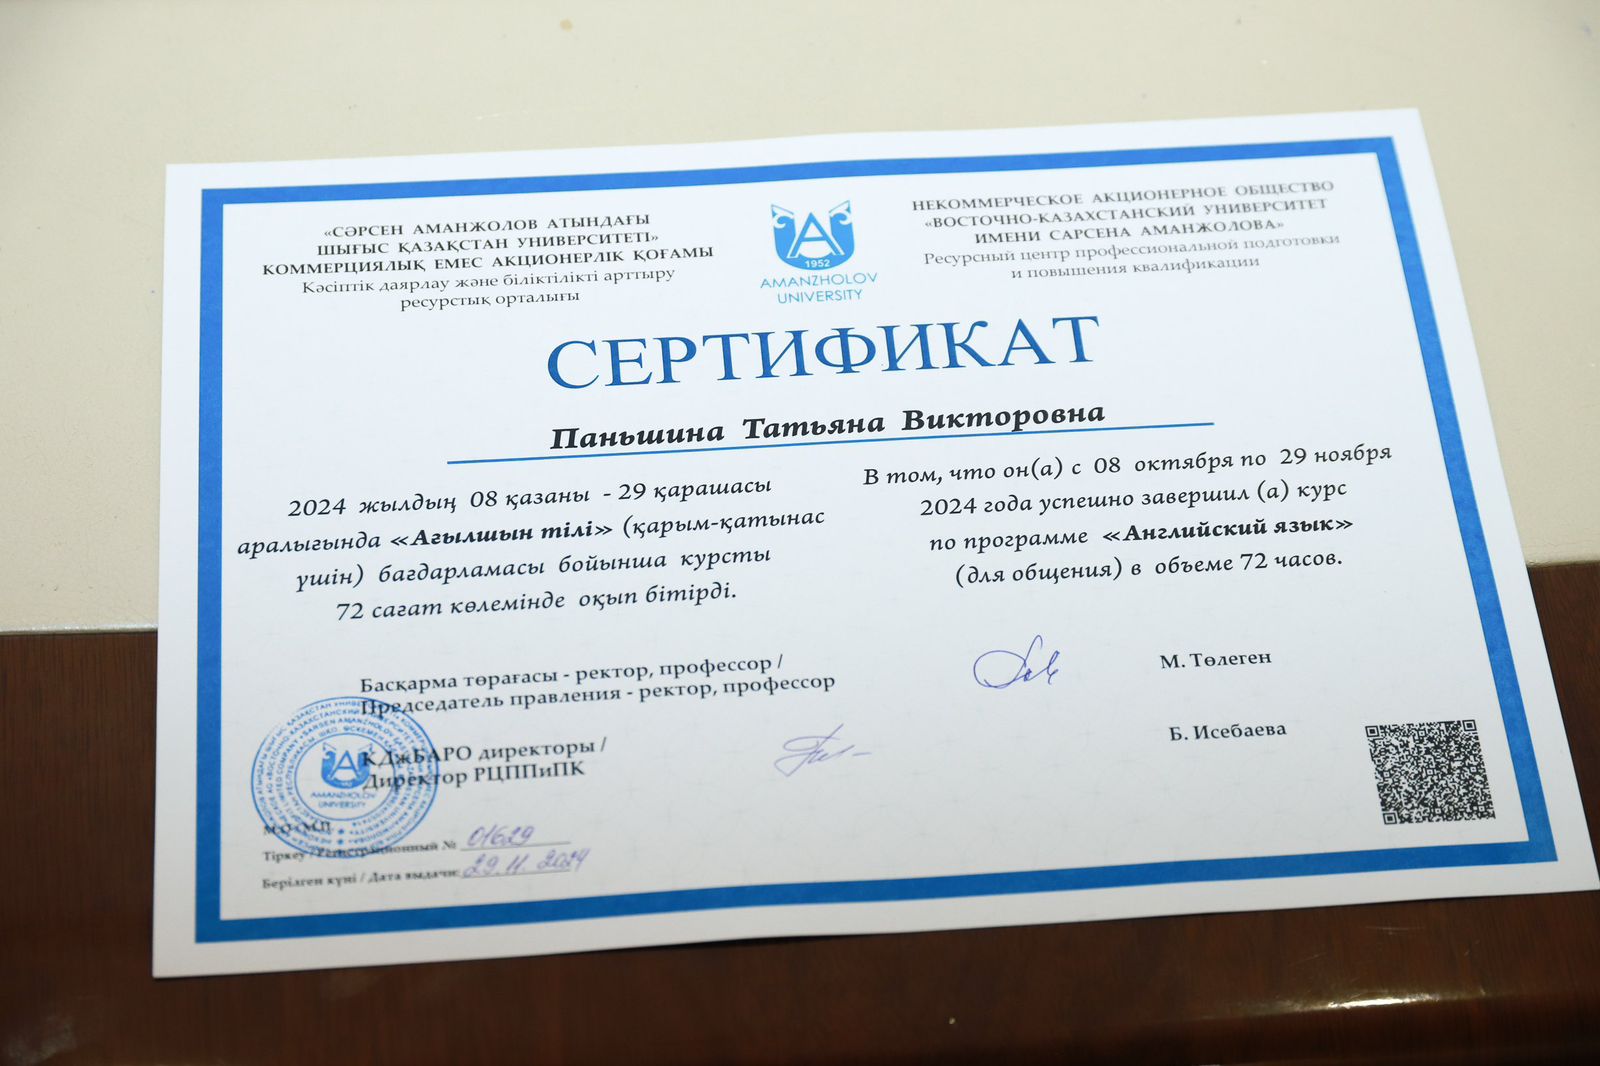 «СӘРСЕН АМАНЖОЛОВ АТЫНДАҒЫ
ШЫҒЫС ҚАЗАҚСТАН УНИВЕРСИТЕТІ»
КОММЕРЦИЯЛЫҚ ЕМЕС АКЦИОНЕРЛІК ҚОҒАМЫ
Кәсіптік даярлау және біліктілікті арттыру
ресурстық орталығы
1952
AMANZHOLOV
UNIVERSITY
НЕКОММЕРЧЕСКОЕ АКЦИОНЕРНОЕ ОБЩЕСТВО
«ВОСТОЧНО-КАЗАХСТАНСКИЙ УНИВЕРСИТЕТ
ИМЕНИ САРСЕНА АМАНЖОЛОВА»
Ресурсный центр профессиональной подготовки
и повышения квалификации
СЕРТИФИКАТ
Паньшина Татьяна Викторовна
2024 жылдың 08 қазаны - 29 қарашасы
аралығында «Ағылшын тілі» (қарым-қатынас
үшін) бағдарламасы бойынша курсты
72 сағат көлемінде оқып бітірді.
В том, что он(а) с 08 октября по 29 ноября
2024 года успешно завершил (а) курс
по программе «Английский язык»
(для общения) в объеме 72 часов.
Басқарма төрағасы - ректор, профессор /
Председатель правления - ректор, профессор
М. Төлеген
КДжБАРО директоры /
Директор РЦППиПК
Б. Исебаева
AMANZHOLOV
UNIVERSITY
М.О / М.П.
Тіркеу / Регистрационный № 01629
Берілген күні / Дата выдачи: 29.11.2024